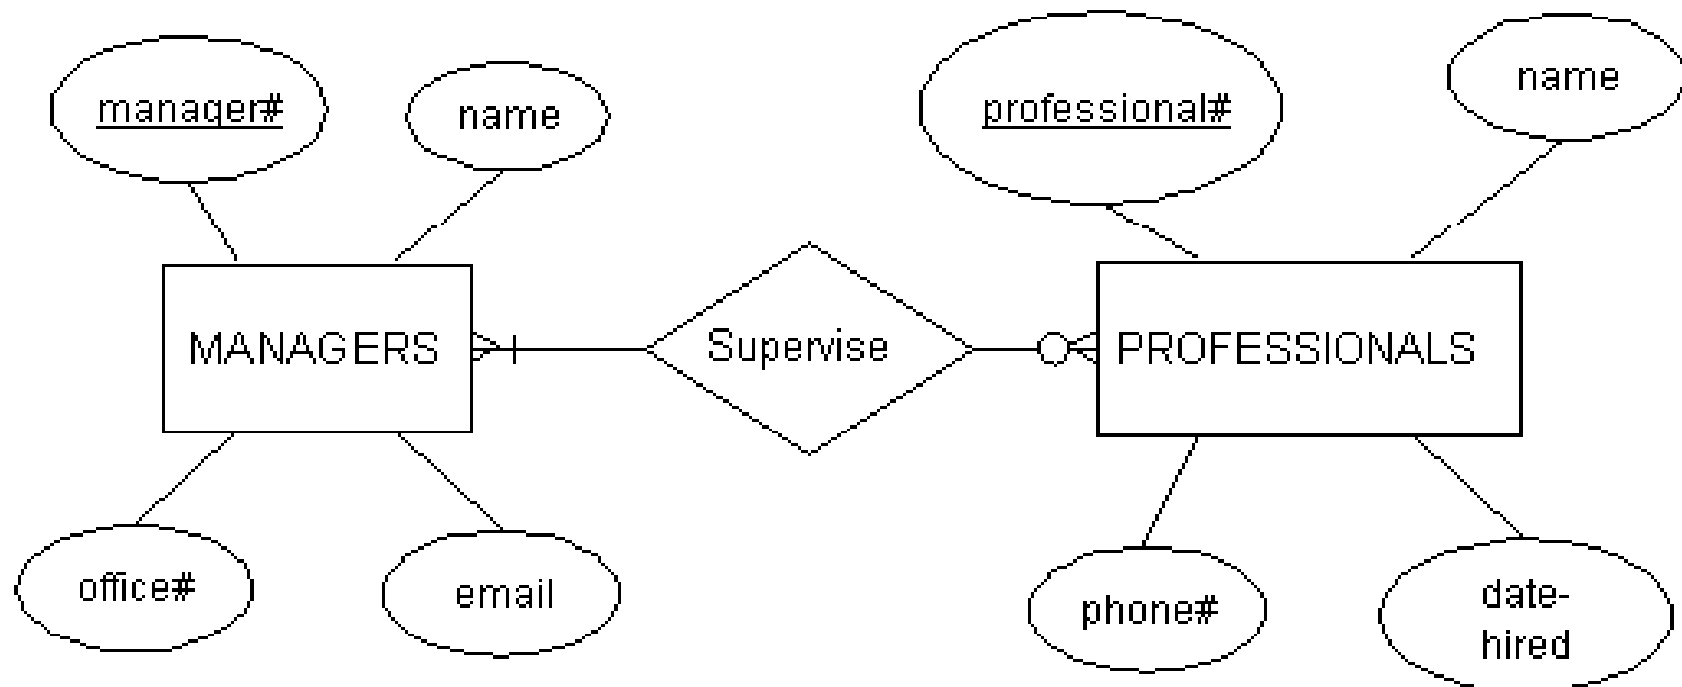 manager#
name
professional#
name
MANAGERS
Supervise
PROFESSIONALS
office#
email
phone#
date-
hired